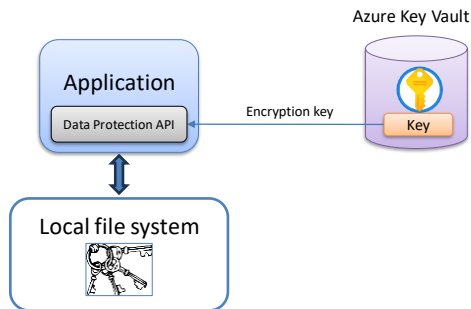 Azure Key Vault
Application
Data Protection API
Encryption key
Key
Local file system